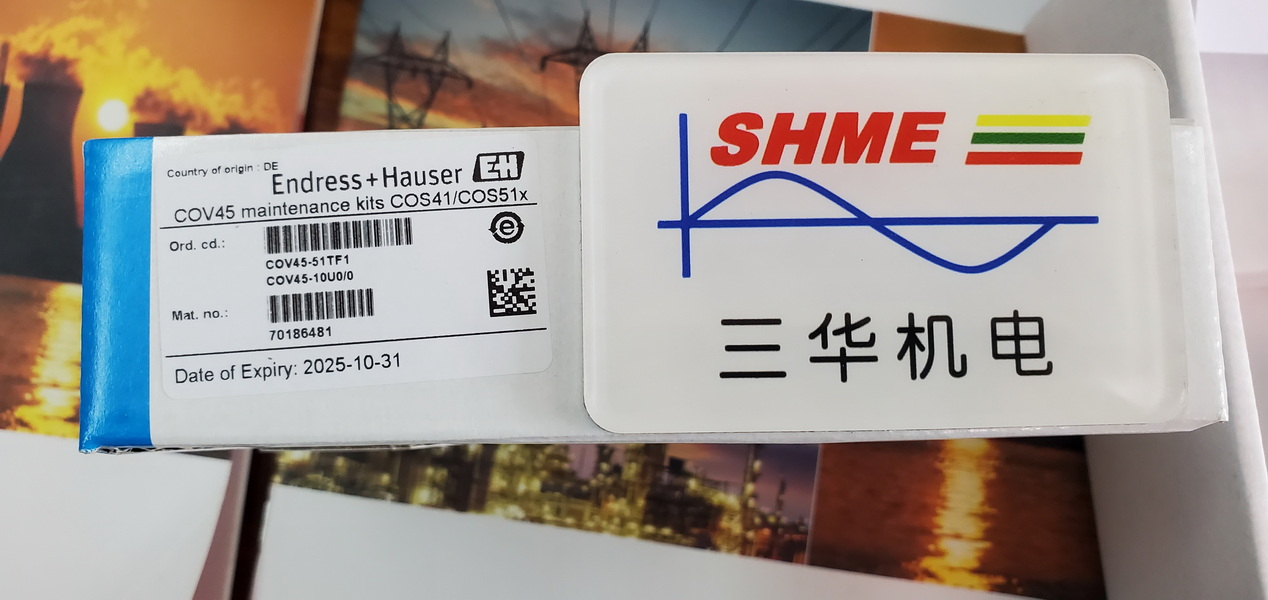 Country of origin : DE
Endress+Hauser EH
COV45 maintenance kits COS41/COS51x
Ord. cd.:
COV45-51TF1
COV45-10U0/0
Mat. no.:
70186481
Date of Expiry: 2025-10-31
SHME
三华机电